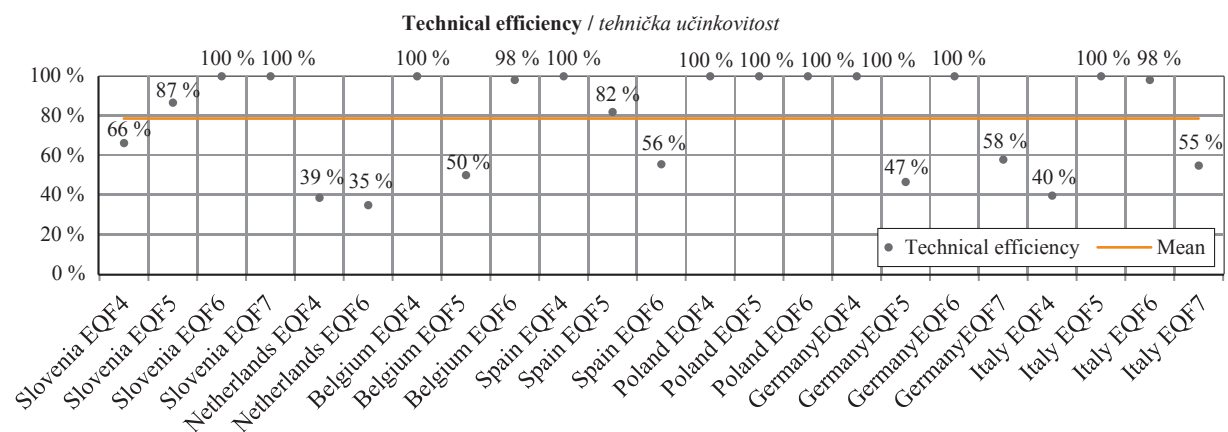 Technical efficiency / tehnička učinkovitost
100 % 100 % 100 % 98 % 100 % 100 % 100 % 100 % 100 % 100 % 100 % 98 %
100 %
87 %
82 %
80 %
66 %
60 %
56 %
58 %
55 %
50 %
47 %
40 %
39 %
35 %
40 %
20 %
0 %
Technical efficiency
Mean
Slovenia EQF4
Slovenia EQF5
Slovenia EQF6
Slovenia EQF7
Netherlands EQF4
Netherlands EQF6
Belgium EQF4
Belgium EQF5
Belgium EQF6
Spain EQF4
Spain EQF5
Spain EQF6
Poland EQF4
Poland EQF5
Poland EQF6
GermanyEQF4
GermanyEQF5
GermanyEQF6
GermanyEQF7
Italy EQF4
Italy EQF5
Italy EQF6
Italy EQF7